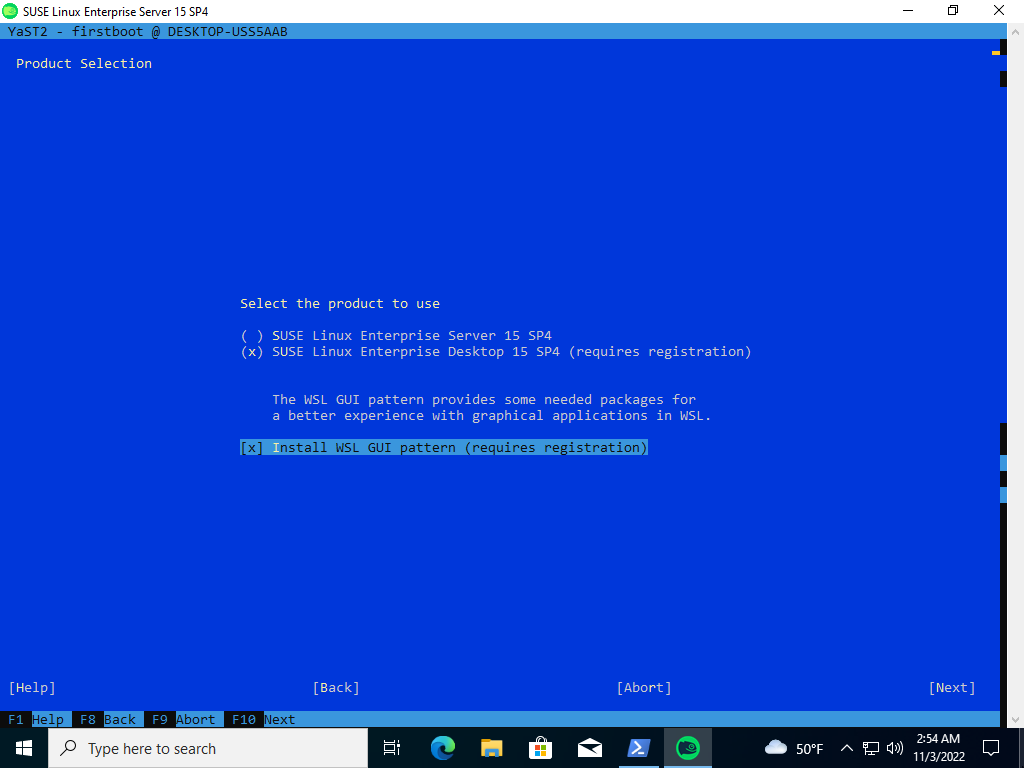 SUSE Linux Enterprise Server 15 SP4
YaST2 - firstboot @ DESKTOP-USS5AAB
Product Selection
Select the product to use
( ) SUSE Linux Enterprise Server 15 SP4
(x) SUSE Linux Enterprise Desktop 15 SP4 (requires registration)
The WSL GUI pattern provides some needed packages for
a better experience with graphical applications in WSL.
[x] Install WSL GUI pattern (requires registration)
[Help] [Back] [Abort] [Next]
F1 Help F8 Back F9 Abort F10 Next
Type here to search
50°F
2:54 AM
11/3/2022